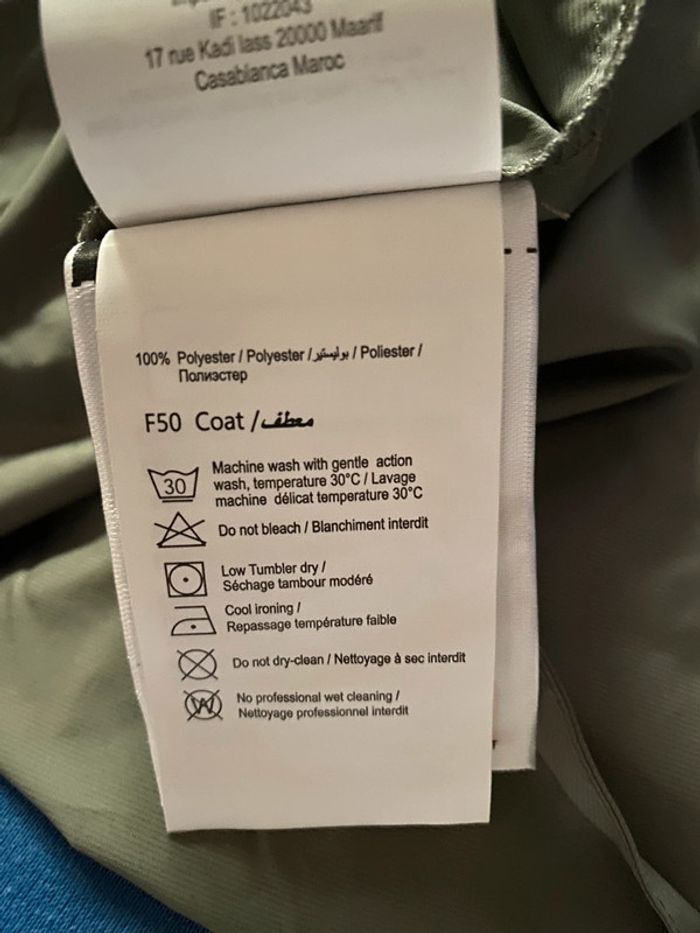 IF : 1022043
17 rue Kadi Iass 20000 Maarif
Casablanca Maroc
100% Polyester / Polyester / بوليستير / Poliester /
Полиэстер
F50 Coat / معطف
Machine wash with gentle action
wash, temperature 30°C / Lavage
machine délicat temperature 30°C
30
Do not bleach / Blanchiment interdit
Low Tumbler dry /
Séchage tambour modéré
Cool ironing /
Repassage température faible
Do not dry-clean / Nettoyage à sec interdit
W
No professional wet cleaning /
Nettoyage professionnel interdit